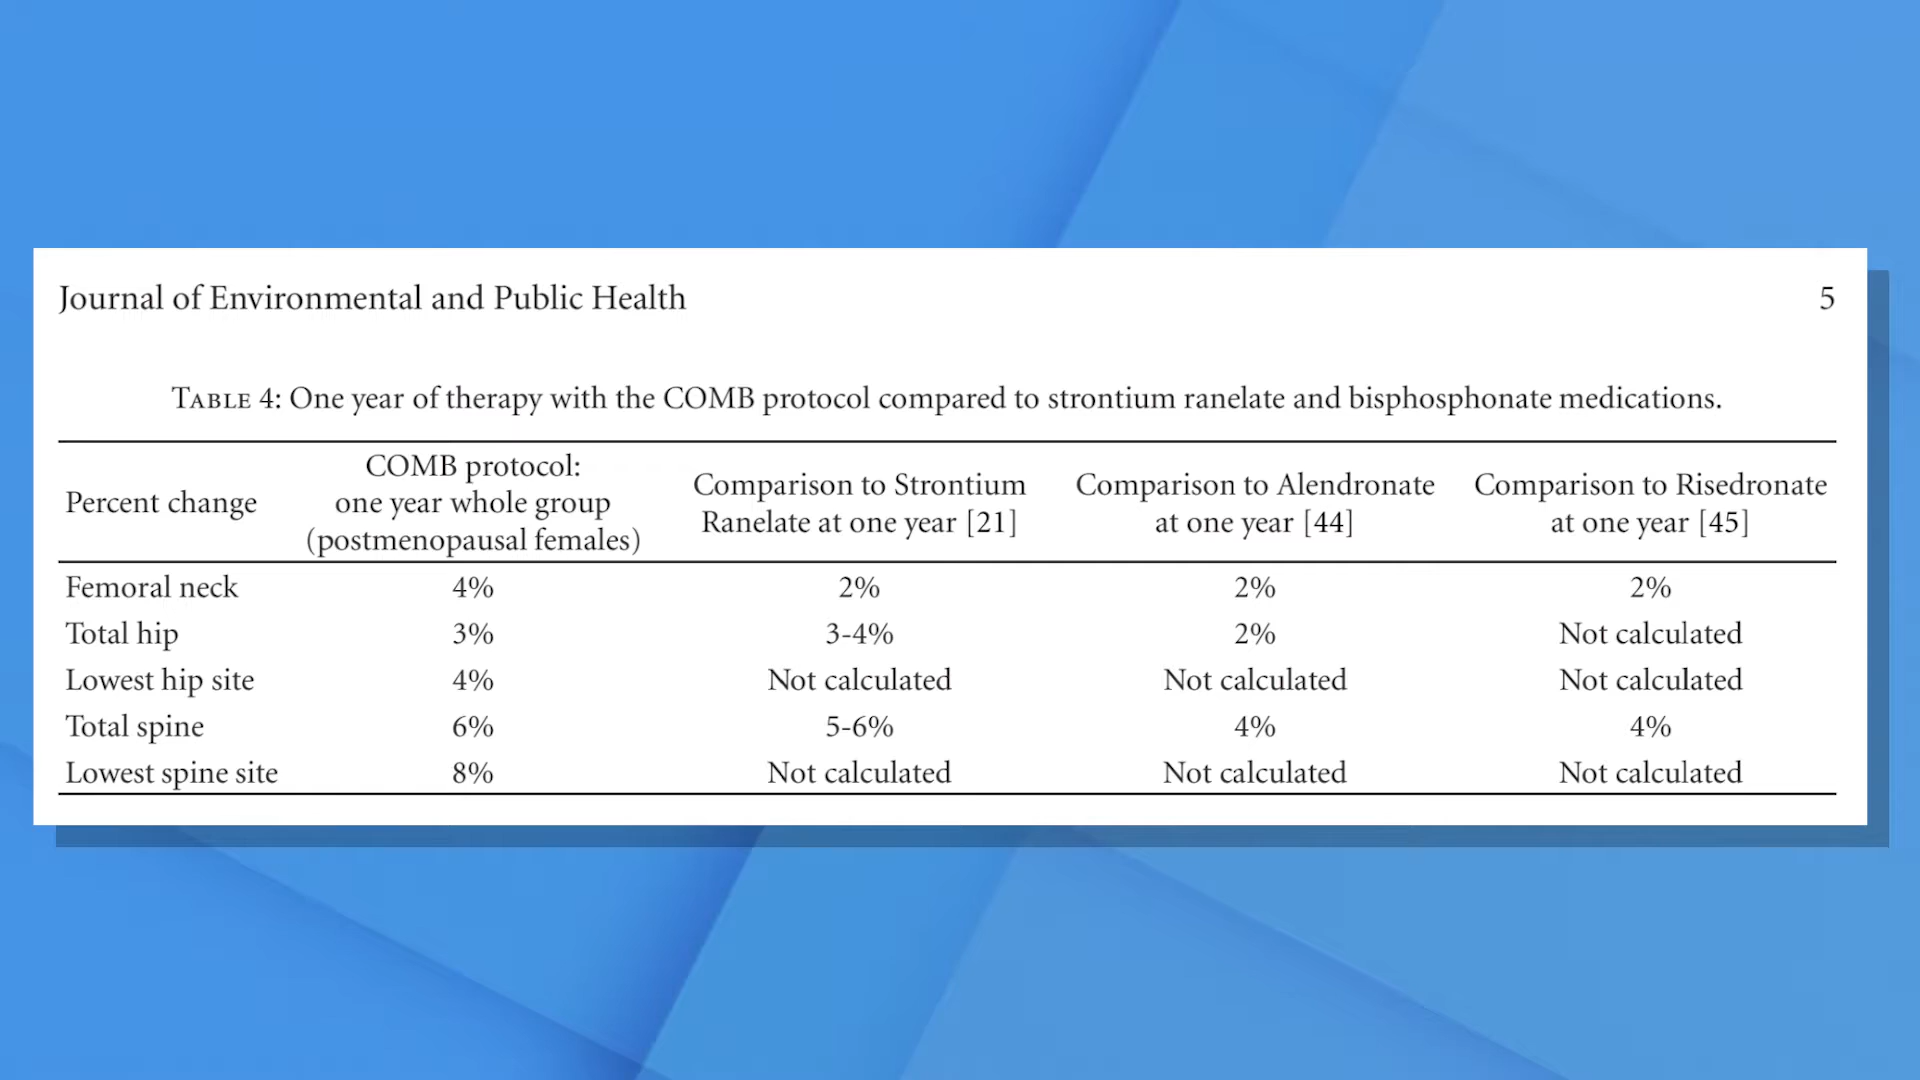 Journal of Environmental and Public Health 5
TABLE 4: One year of therapy with the COMB protocol compared to strontium ranelate and bisphosphonate medications.
Percent change
COMB protocol:
one year whole group
(postmenopausal females)
Comparison to Strontium
Ranelate at one year [21]
Comparison to Alendronate
at one year [44]
Comparison to Risedronate
at one year [45]
Femoral neck 4% 2% 2% 2%
Total hip 3% 3-4% 2% Not calculated
Lowest hip site 4% Not calculated Not calculated Not calculated
Total spine 6% 5-6% 4% 4%
Lowest spine site 8% Not calculated Not calculated Not calculated